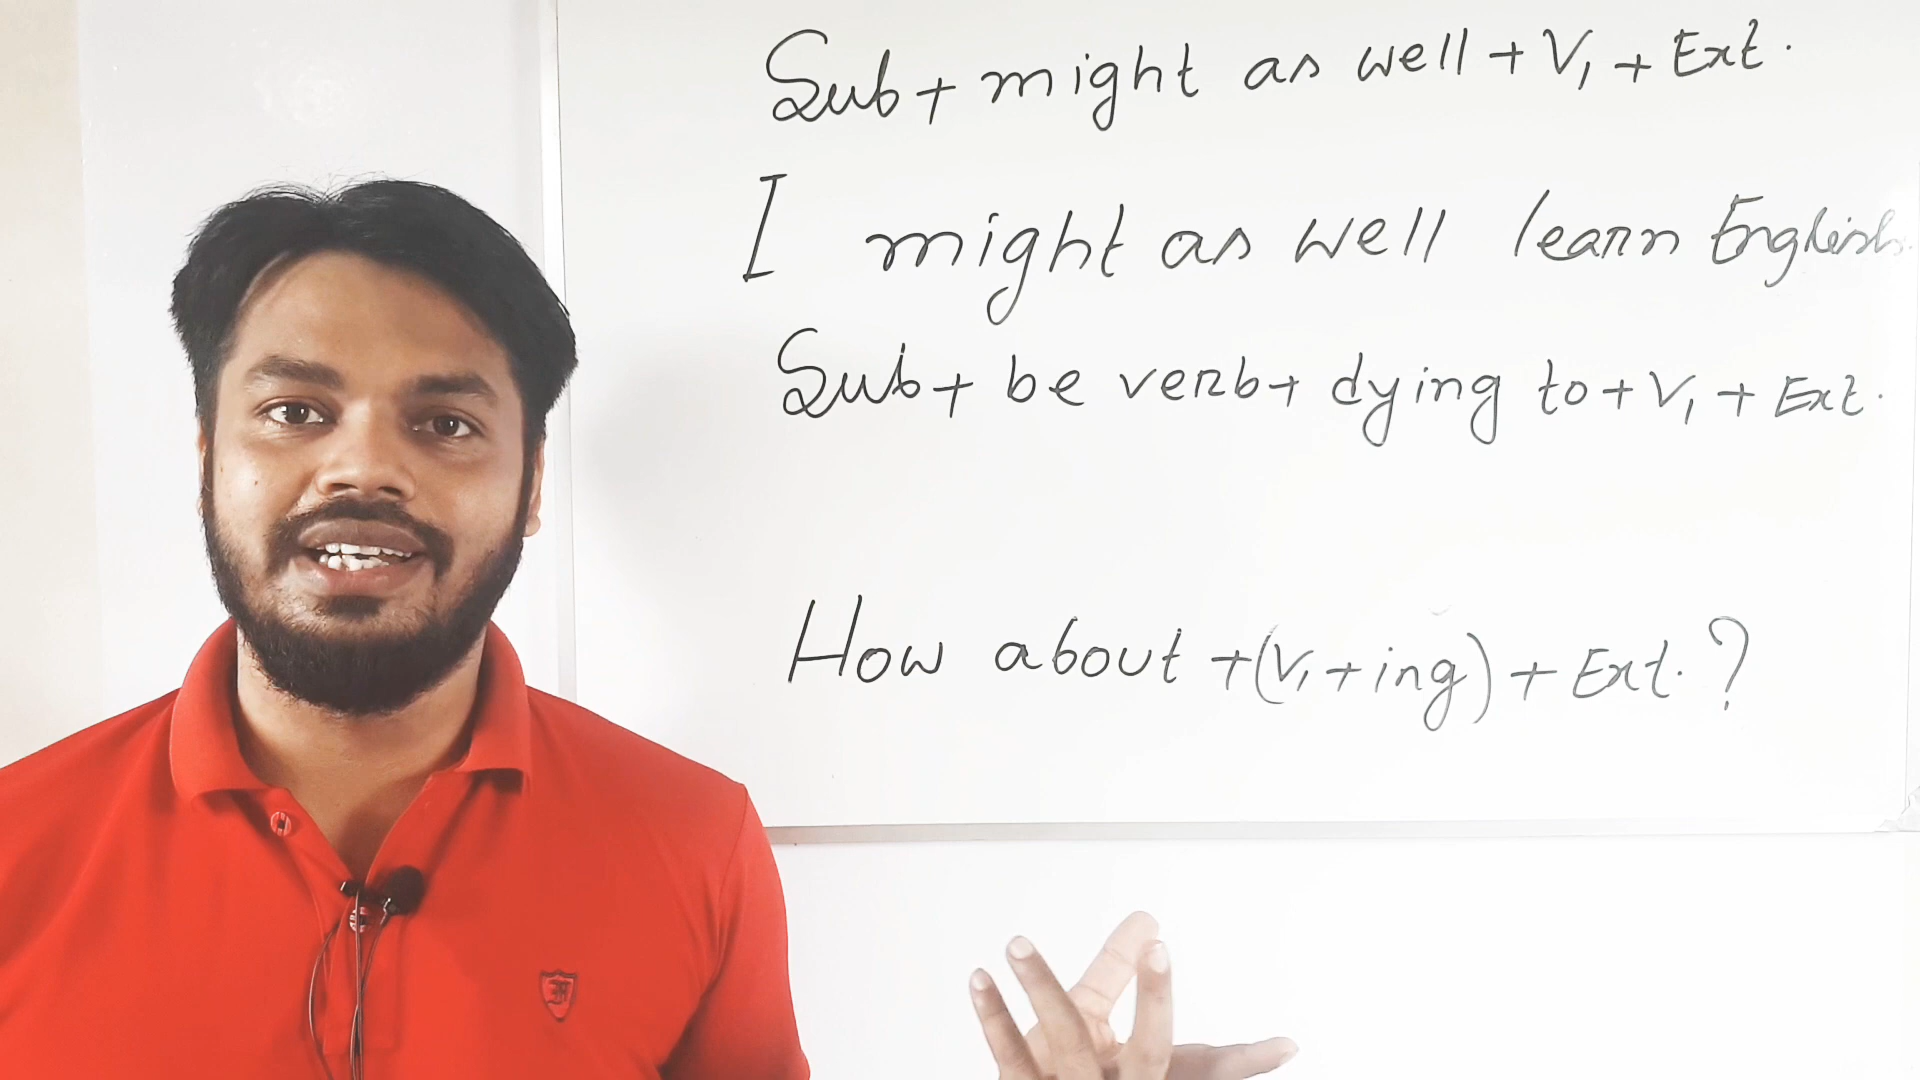 Sub + might as well + V1 + Ext.
I might as well learn English.
Sub + be verb + dying to + V1 + Ext.
How about + (V1 + ing) + Ext. ?